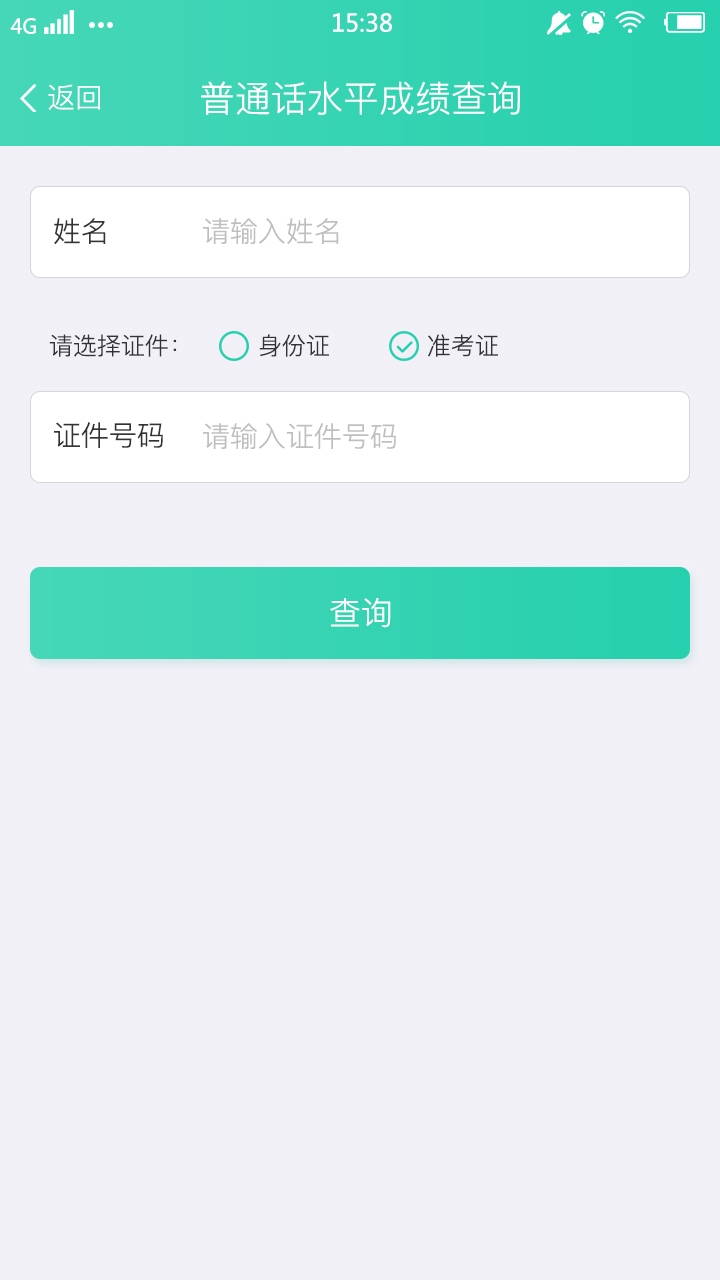 4G 15:38
返回 普通话水平成绩查询
姓名 请输入姓名
请选择证件： 身份证 准考证
证件号码 请输入证件号码
查询